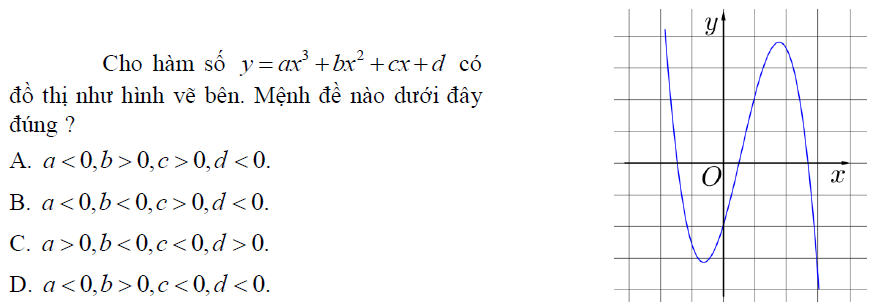 Cho hàm số y = ax³ + bx² + cx + d có
đồ thị như hình vẽ bên. Mệnh đề nào dưới đây
đúng ?
A. a < 0, b > 0, c > 0, d < 0.
B. a < 0, b < 0, c > 0, d < 0.
C. a > 0, b < 0, c < 0, d > 0.
D. a < 0, b > 0, c < 0, d < 0.
y
O
x